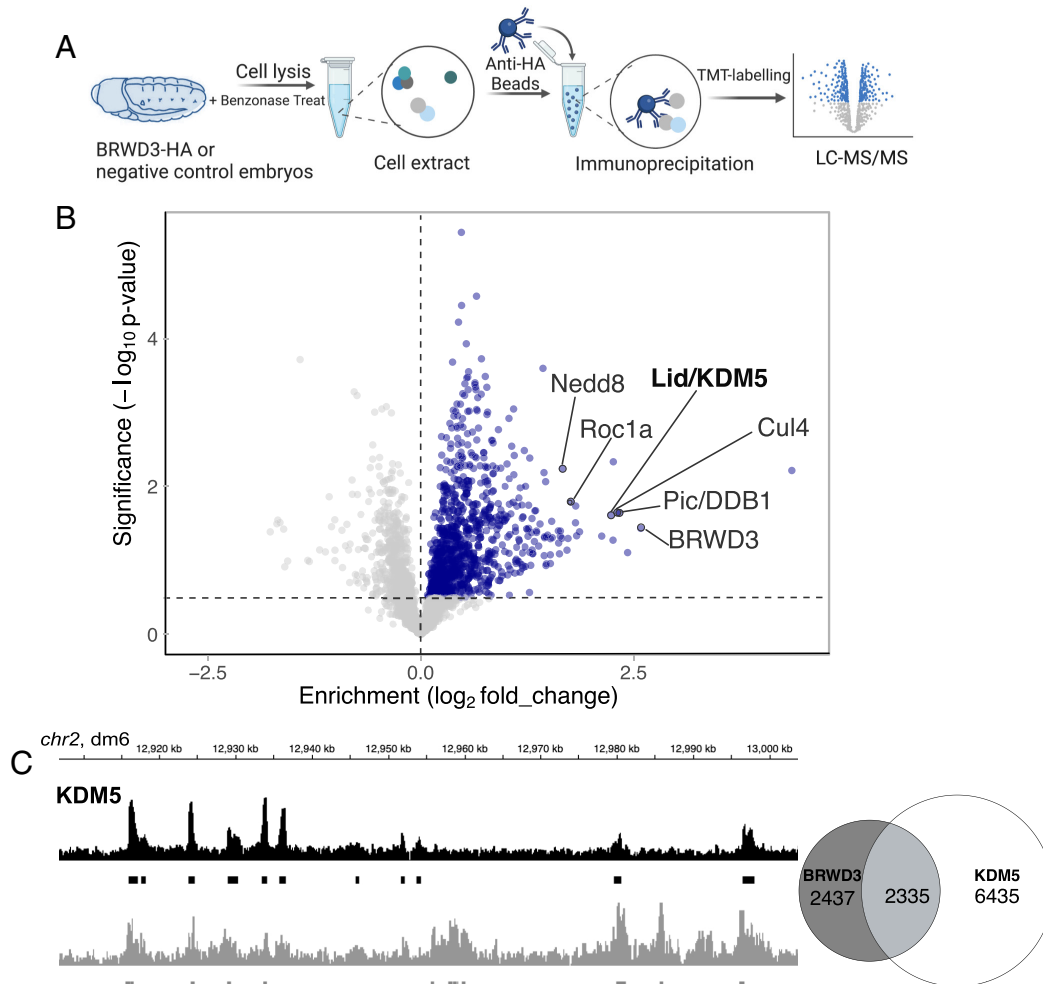 A
Cell lysis
+ Benzonase Treat
Anti-HA
Beads
TMT-labelling
BRWD3-HA or
negative control embryos
Cell extract
Immunoprecipitation
LC-MS/MS
B
Significance (−log10 p-value)
4
2
0
Nedd8
Lid/KDM5
Roc1a
Cul4
Pic/DDB1
BRWD3
−2.5
0.0
2.5
Enrichment (log2 fold_change)
C
chr2, dm6
12,920 kb
12,930 kb
12,940 kb
12,950 kb
12,960 kb
12,970 kb
12,980 kb
12,990 kb
13,000 kb
KDM5
BRWD3
2437
2335
KDM5
6435